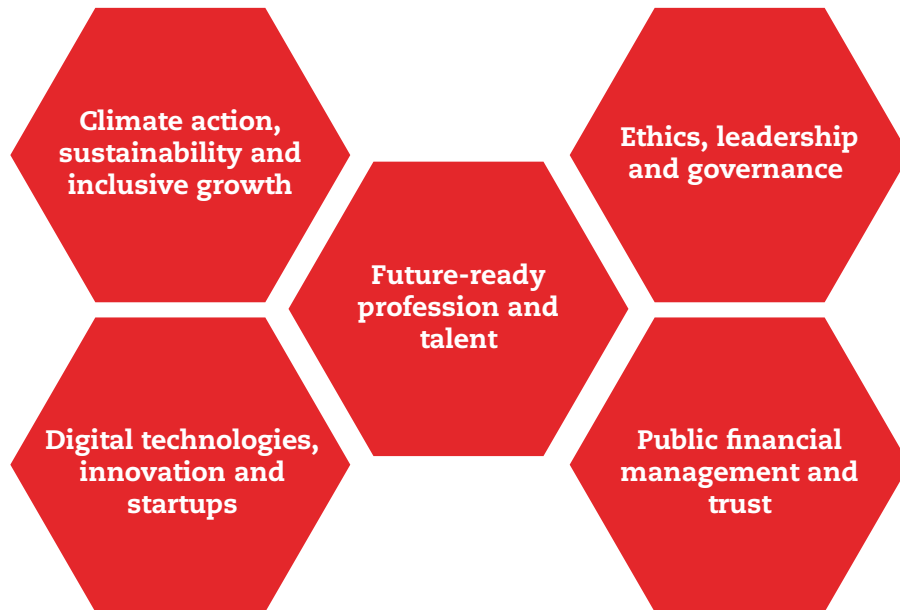 Climate action,
sustainability and
inclusive growth
Ethics, leadership
and governance
Future-ready
profession and
talent
Digital technologies,
innovation and
startups
Public financial
management and
trust